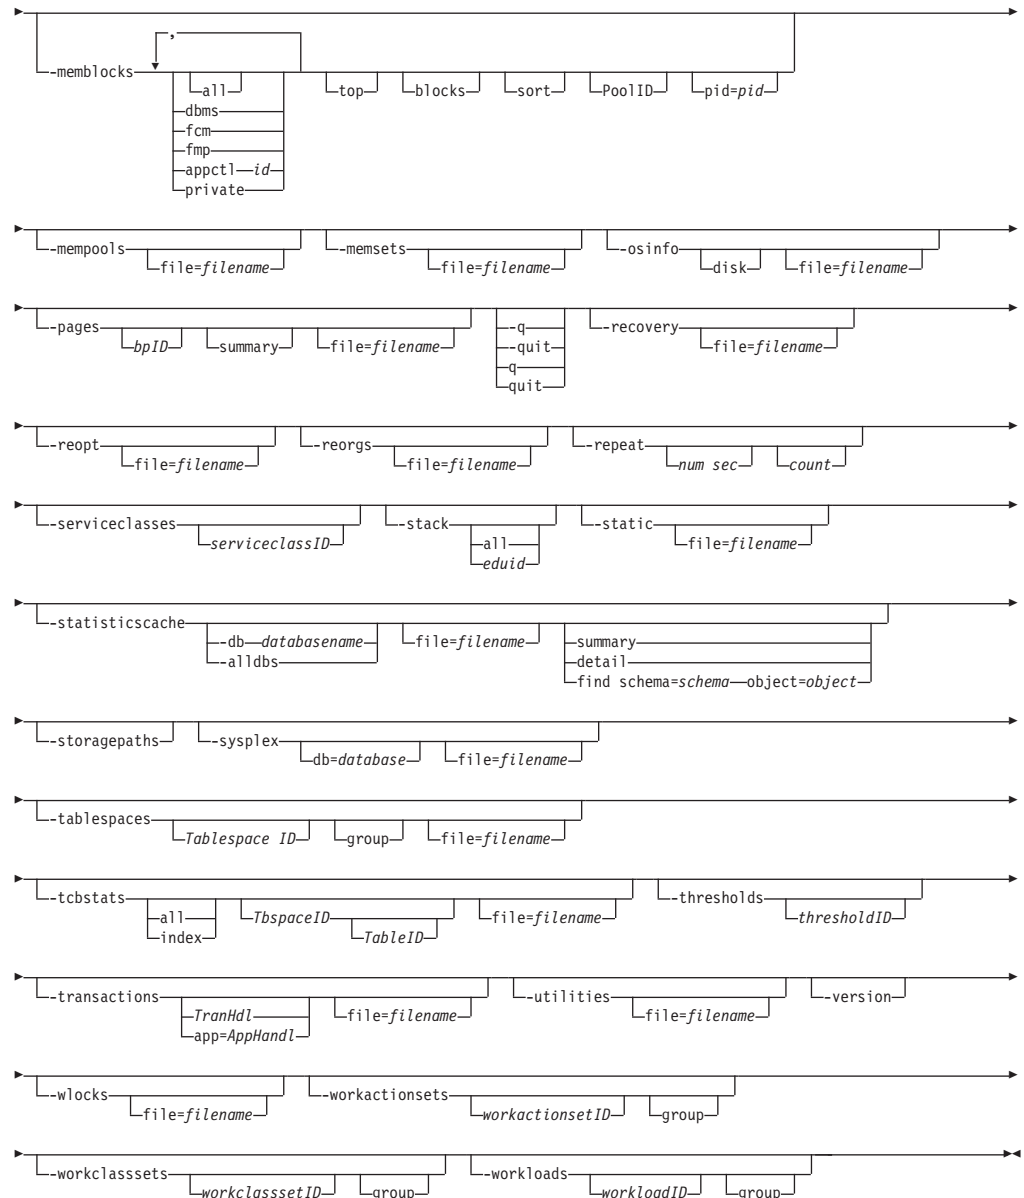 ,
-memblocks
all top blocks sort PoolID pid=pid
dbms
fcm
fmp
appctl id
private
-mempools -memsets -osinfo
file=filename file=filename disk file=filename
-pages -q -recovery
bpID summary file=filename -quit file=filename
q
quit
-reopt -reorgs -repeat
file=filename file=filename num sec count
-serviceclasses -stack -static
serviceclassID all file=filename
eduid
-statisticscache
-db databasename file=filename summary
-alldbs detail
find schema=schema object=object
-storagepaths -sysplex
db=database file=filename
-tablespaces
Tablespace ID group file=filename
-tcbstats -thresholds
all TbspaceID file=filename thresholdID
index TableID
-transactions -utilities -version
TranHdl file=filename file=filename
app=AppHandl
-wlocks -workactionsets
file=filename workactionsetID group
-workclasssets -workloads
workclasssetID group workloadID group